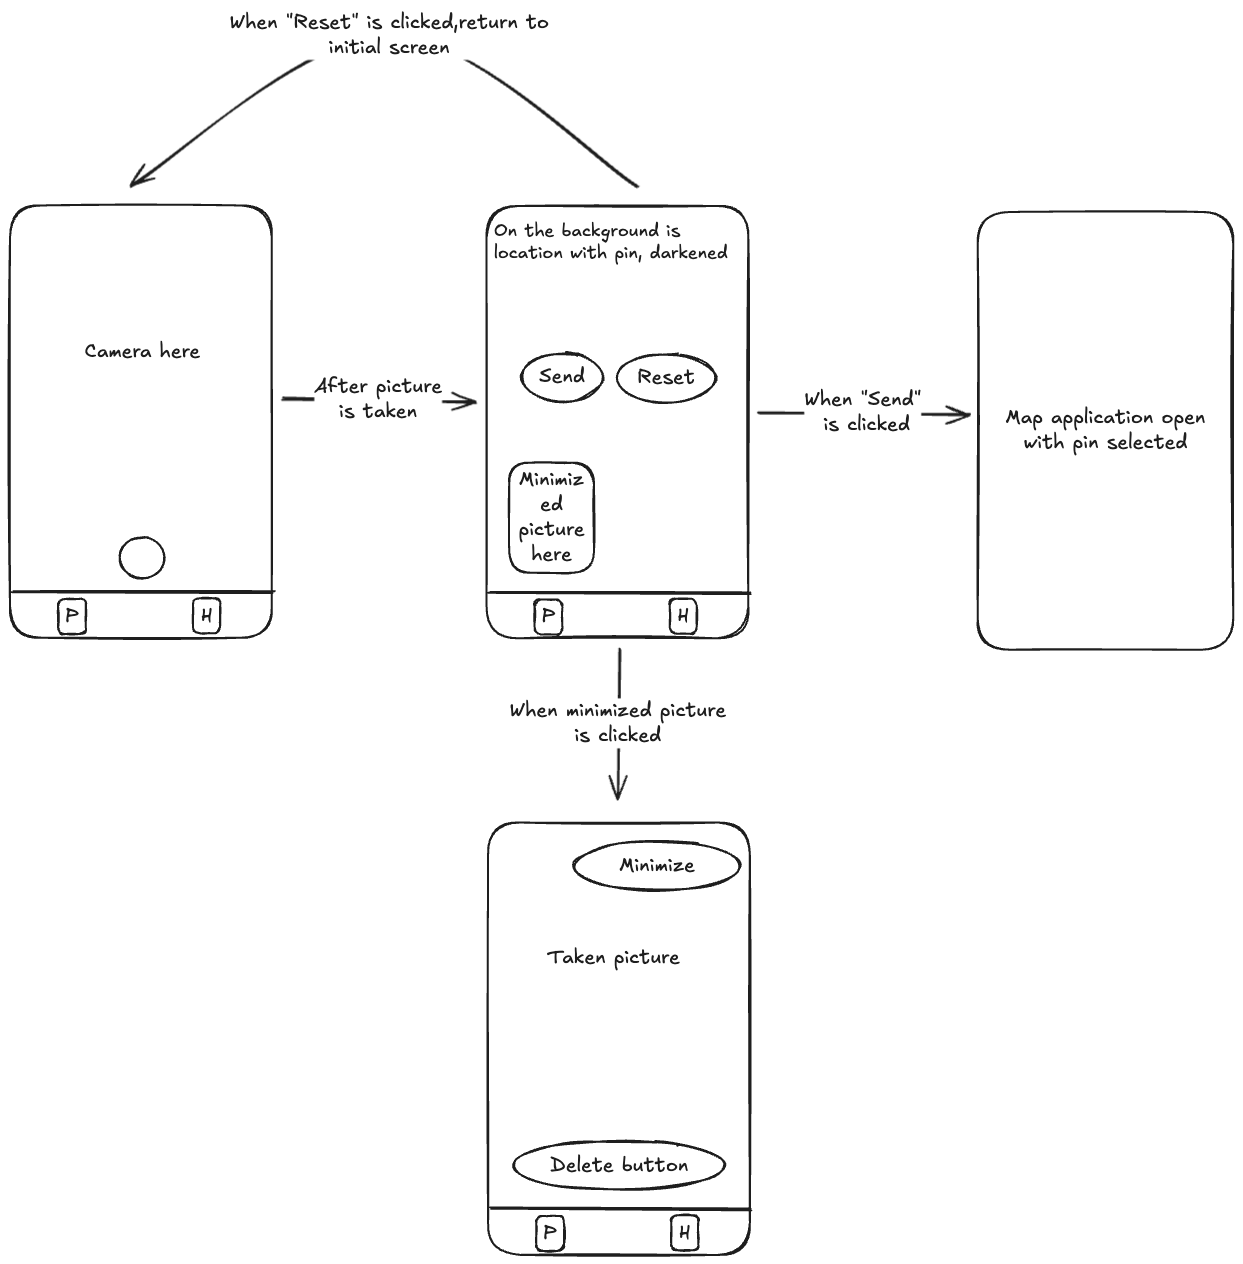 When "Reset" is clicked,return to
initial screen
On the background is
location with pin, darkened
Camera here
After picture
is taken
Send
Reset
When "Send"
is clicked
Map application open
with pin selected
Minimiz
ed
picture
here
P
H
P
H
When minimized picture
is clicked
Minimize
Taken picture
Delete button
P
H